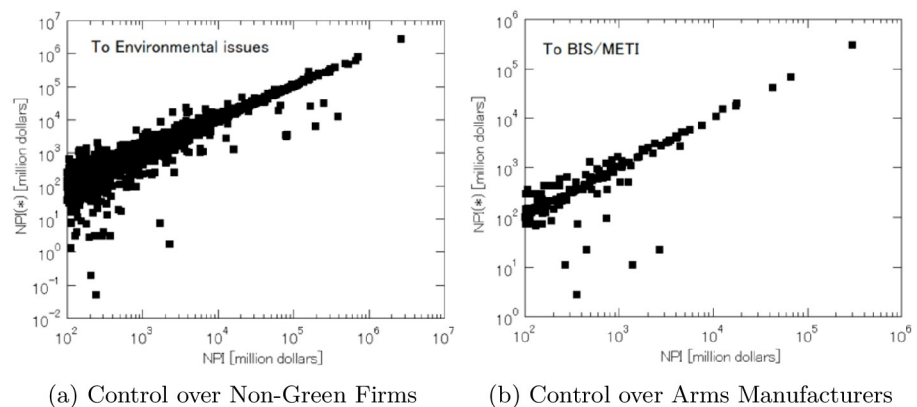 To Environmental issues
NPI(*) [million dollars]
10^7
10^6
10^5
10^4
10^3
10^2
10^1
10^0
10^-1
10^-2
10^2 10^3 10^4 10^5 10^6 10^7
NPI [million dollars]
(a) Control over Non-Green Firms
To BIS/METI
NPI(*) [million dollars]
10^6
10^5
10^4
10^3
10^2
10^1
10^0
10^2 10^3 10^4 10^5 10^6
NPI [million dollars]
(b) Control over Arms Manufacturers